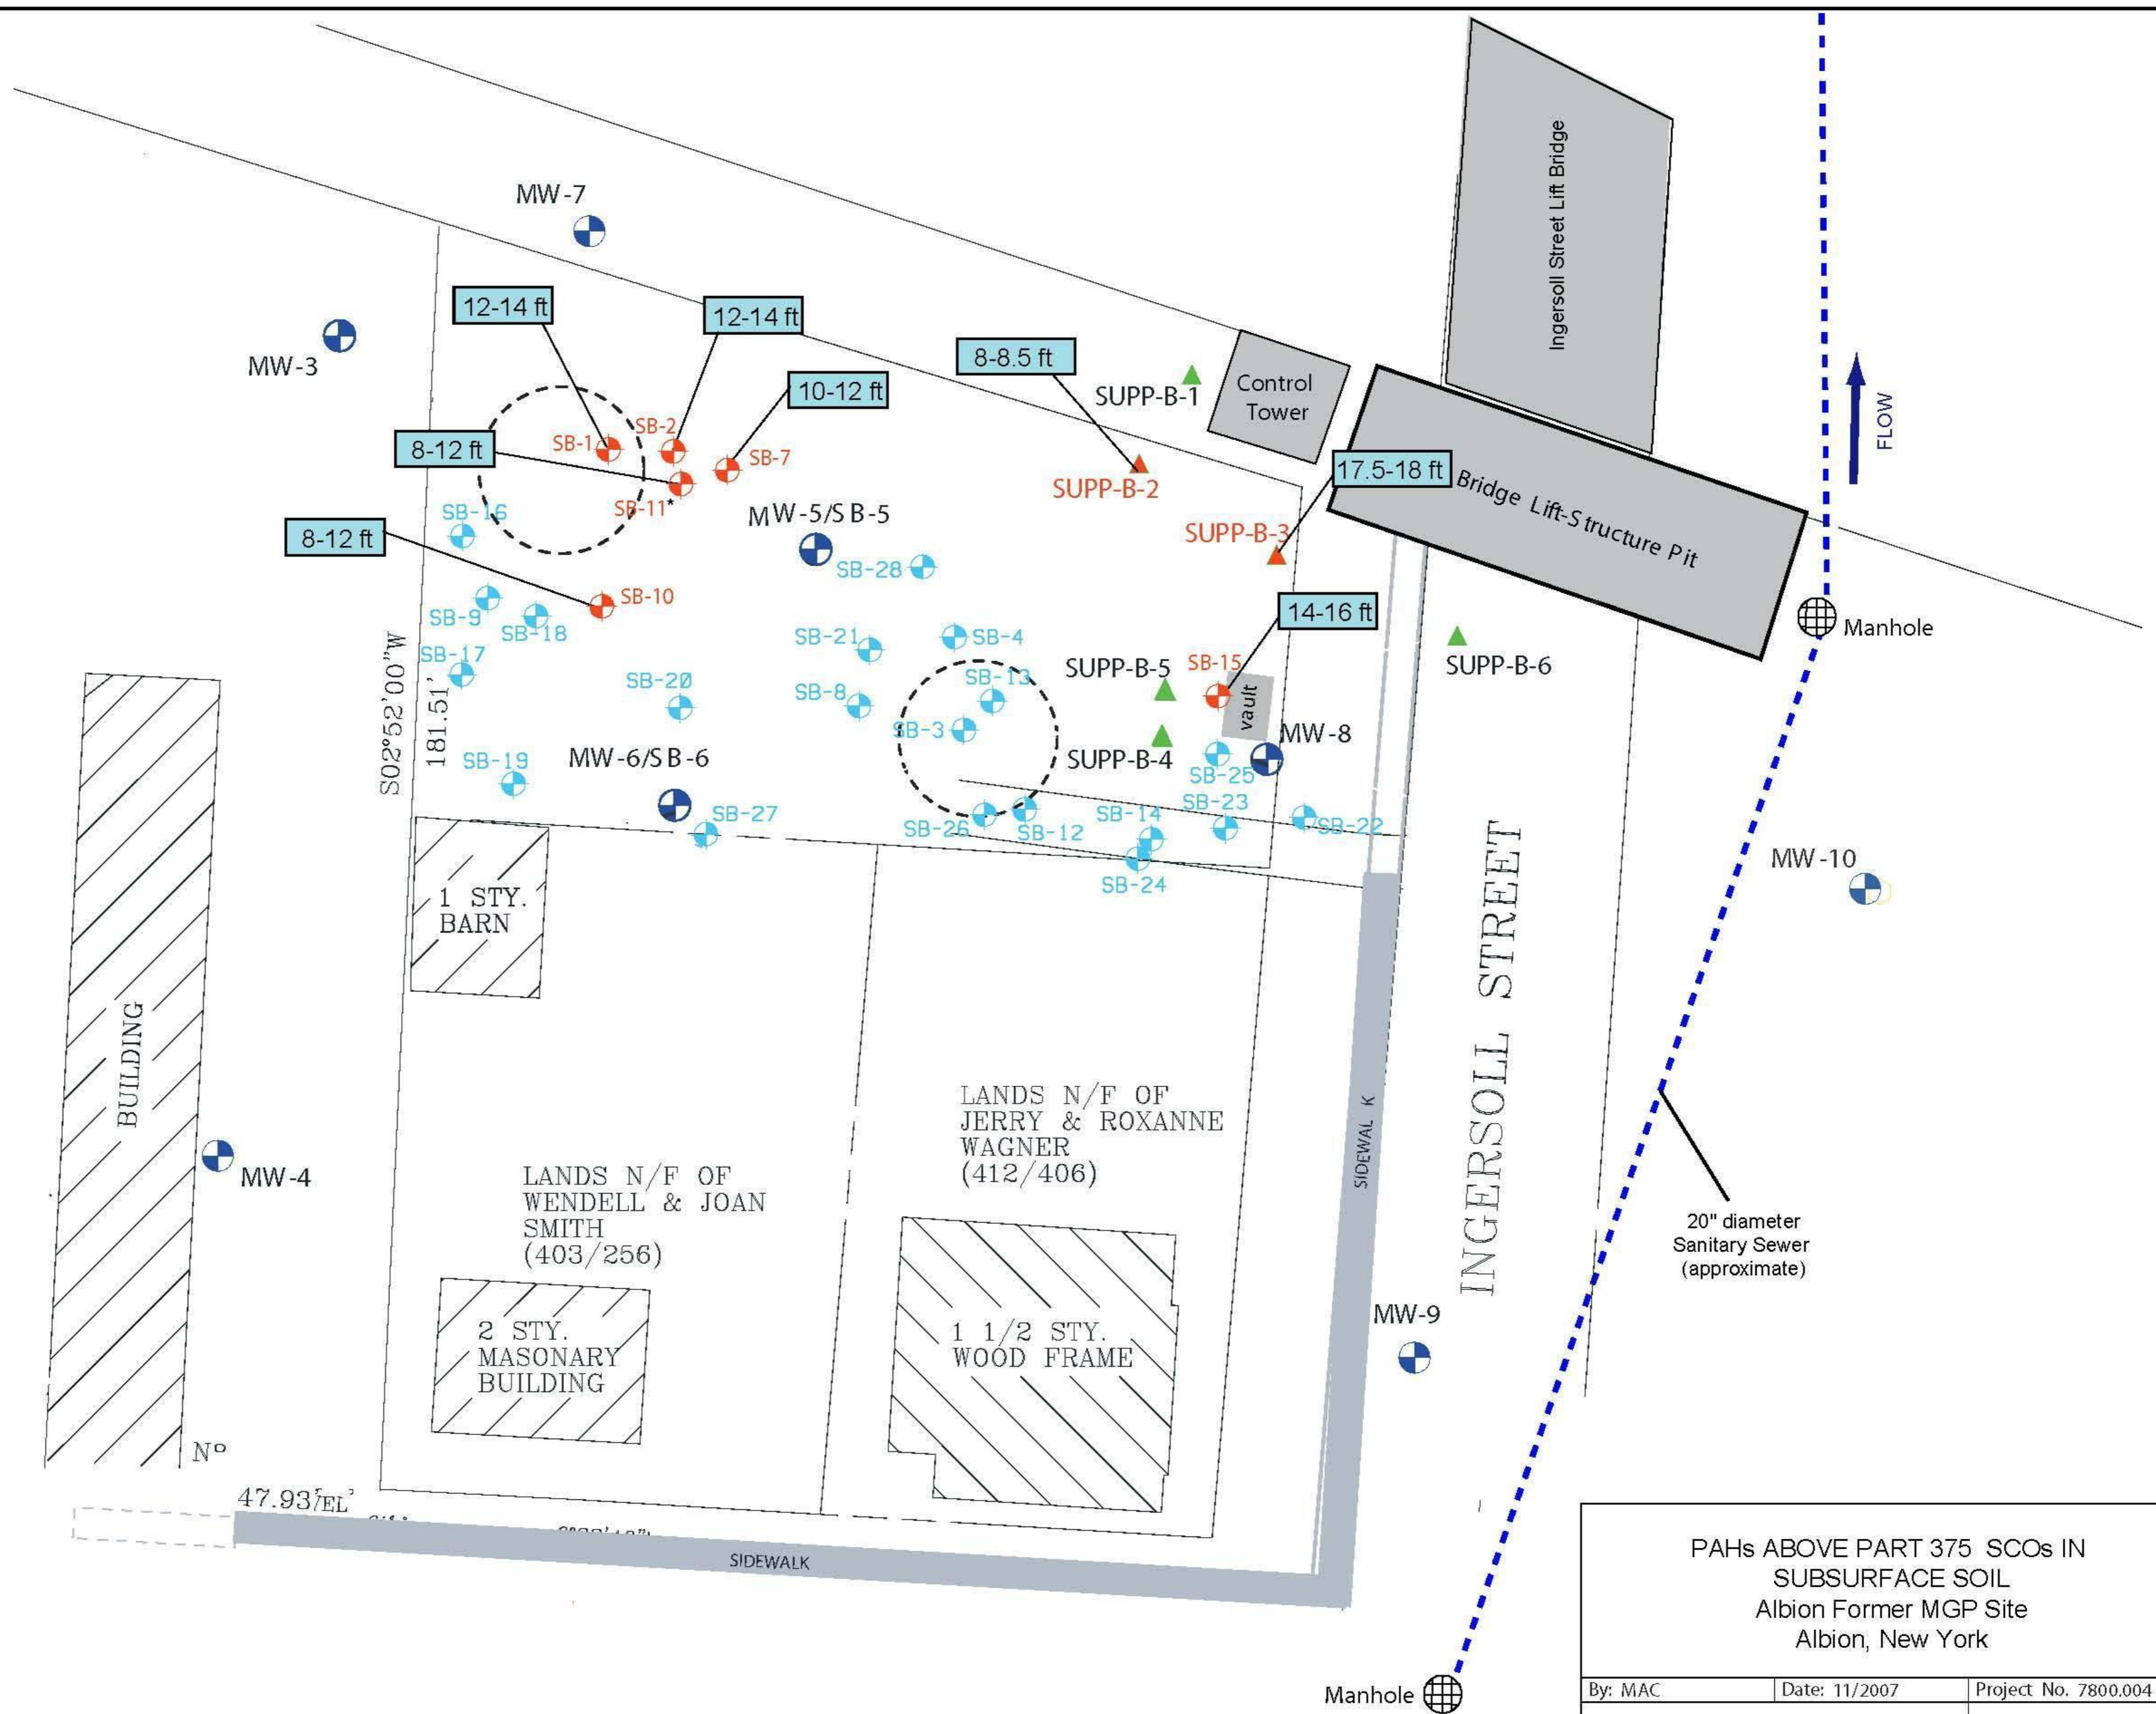 Ingersoll Street Lift Bridge
MW-7
12-14 ft
12-14 ft
MW-3
8-8.5 ft
SUPP-B-1
Control
Tower
10-12 ft
FLOW
8-12 ft
SB-1
SB-2
SB-7
17.5-18 ft
Bridge Lift-Structure Pit
SUPP-B-2
SB-11*
SB-16
MW-5/SB-5
SUPP-B-3
8-12 ft
SB-28
SB-10
14-16 ft
SB-9
SB-18
Manhole
SB-21
SB-4
SB-17
SUPP-B-5
SB-15
SUPP-B-6
S02°52'00"W
181.51'
SB-20
SB-8
SB-13
vault
SB-3
MW-8
SB-19
MW-6/SB-6
SUPP-B-4
SB-25
SB-27
SB-26
SB-12
SB-14
SB-23
SB-22
SB-24
MW-10
1 STY.
BARN
INGERSOLL STREET
BUILDING
LANDS N/F OF
JERRY & ROXANNE
WAGNER
(412/406)
SIDEWAL K
MW-4
LANDS N/F OF
WENDELL & JOAN
SMITH
(403/256)
20" diameter
Sanitary Sewer
(approximate)
MW-9
2 STY.
MASONARY
BUILDING
1 1/2 STY.
WOOD FRAME
47.93'
SIDEWALK
PAHs ABOVE PART 375 SCOs IN
SUBSURFACE SOIL
Albion Former MGP Site
Albion, New York
Manhole
By: MAC
Date: 11/2007
Project No. 7800.004